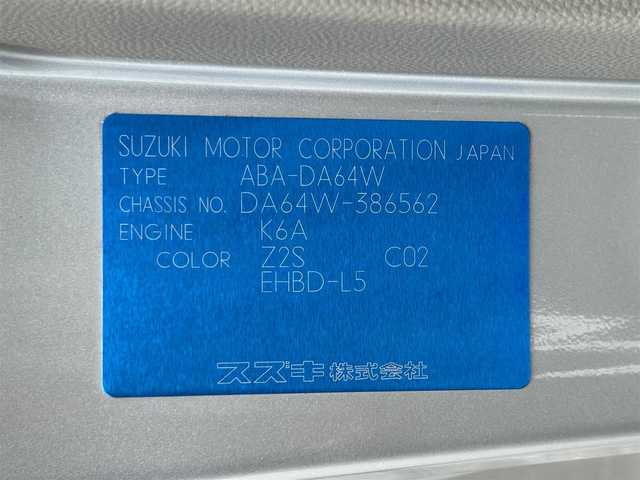 SUZUKI MOTOR CORPORATION JAPAN
TYPE ABA-DA64W
CHASSIS NO. DA64W-386562
ENGINE K6A
COLOR Z2S C02
EHBD-L5
スズキ株式会社